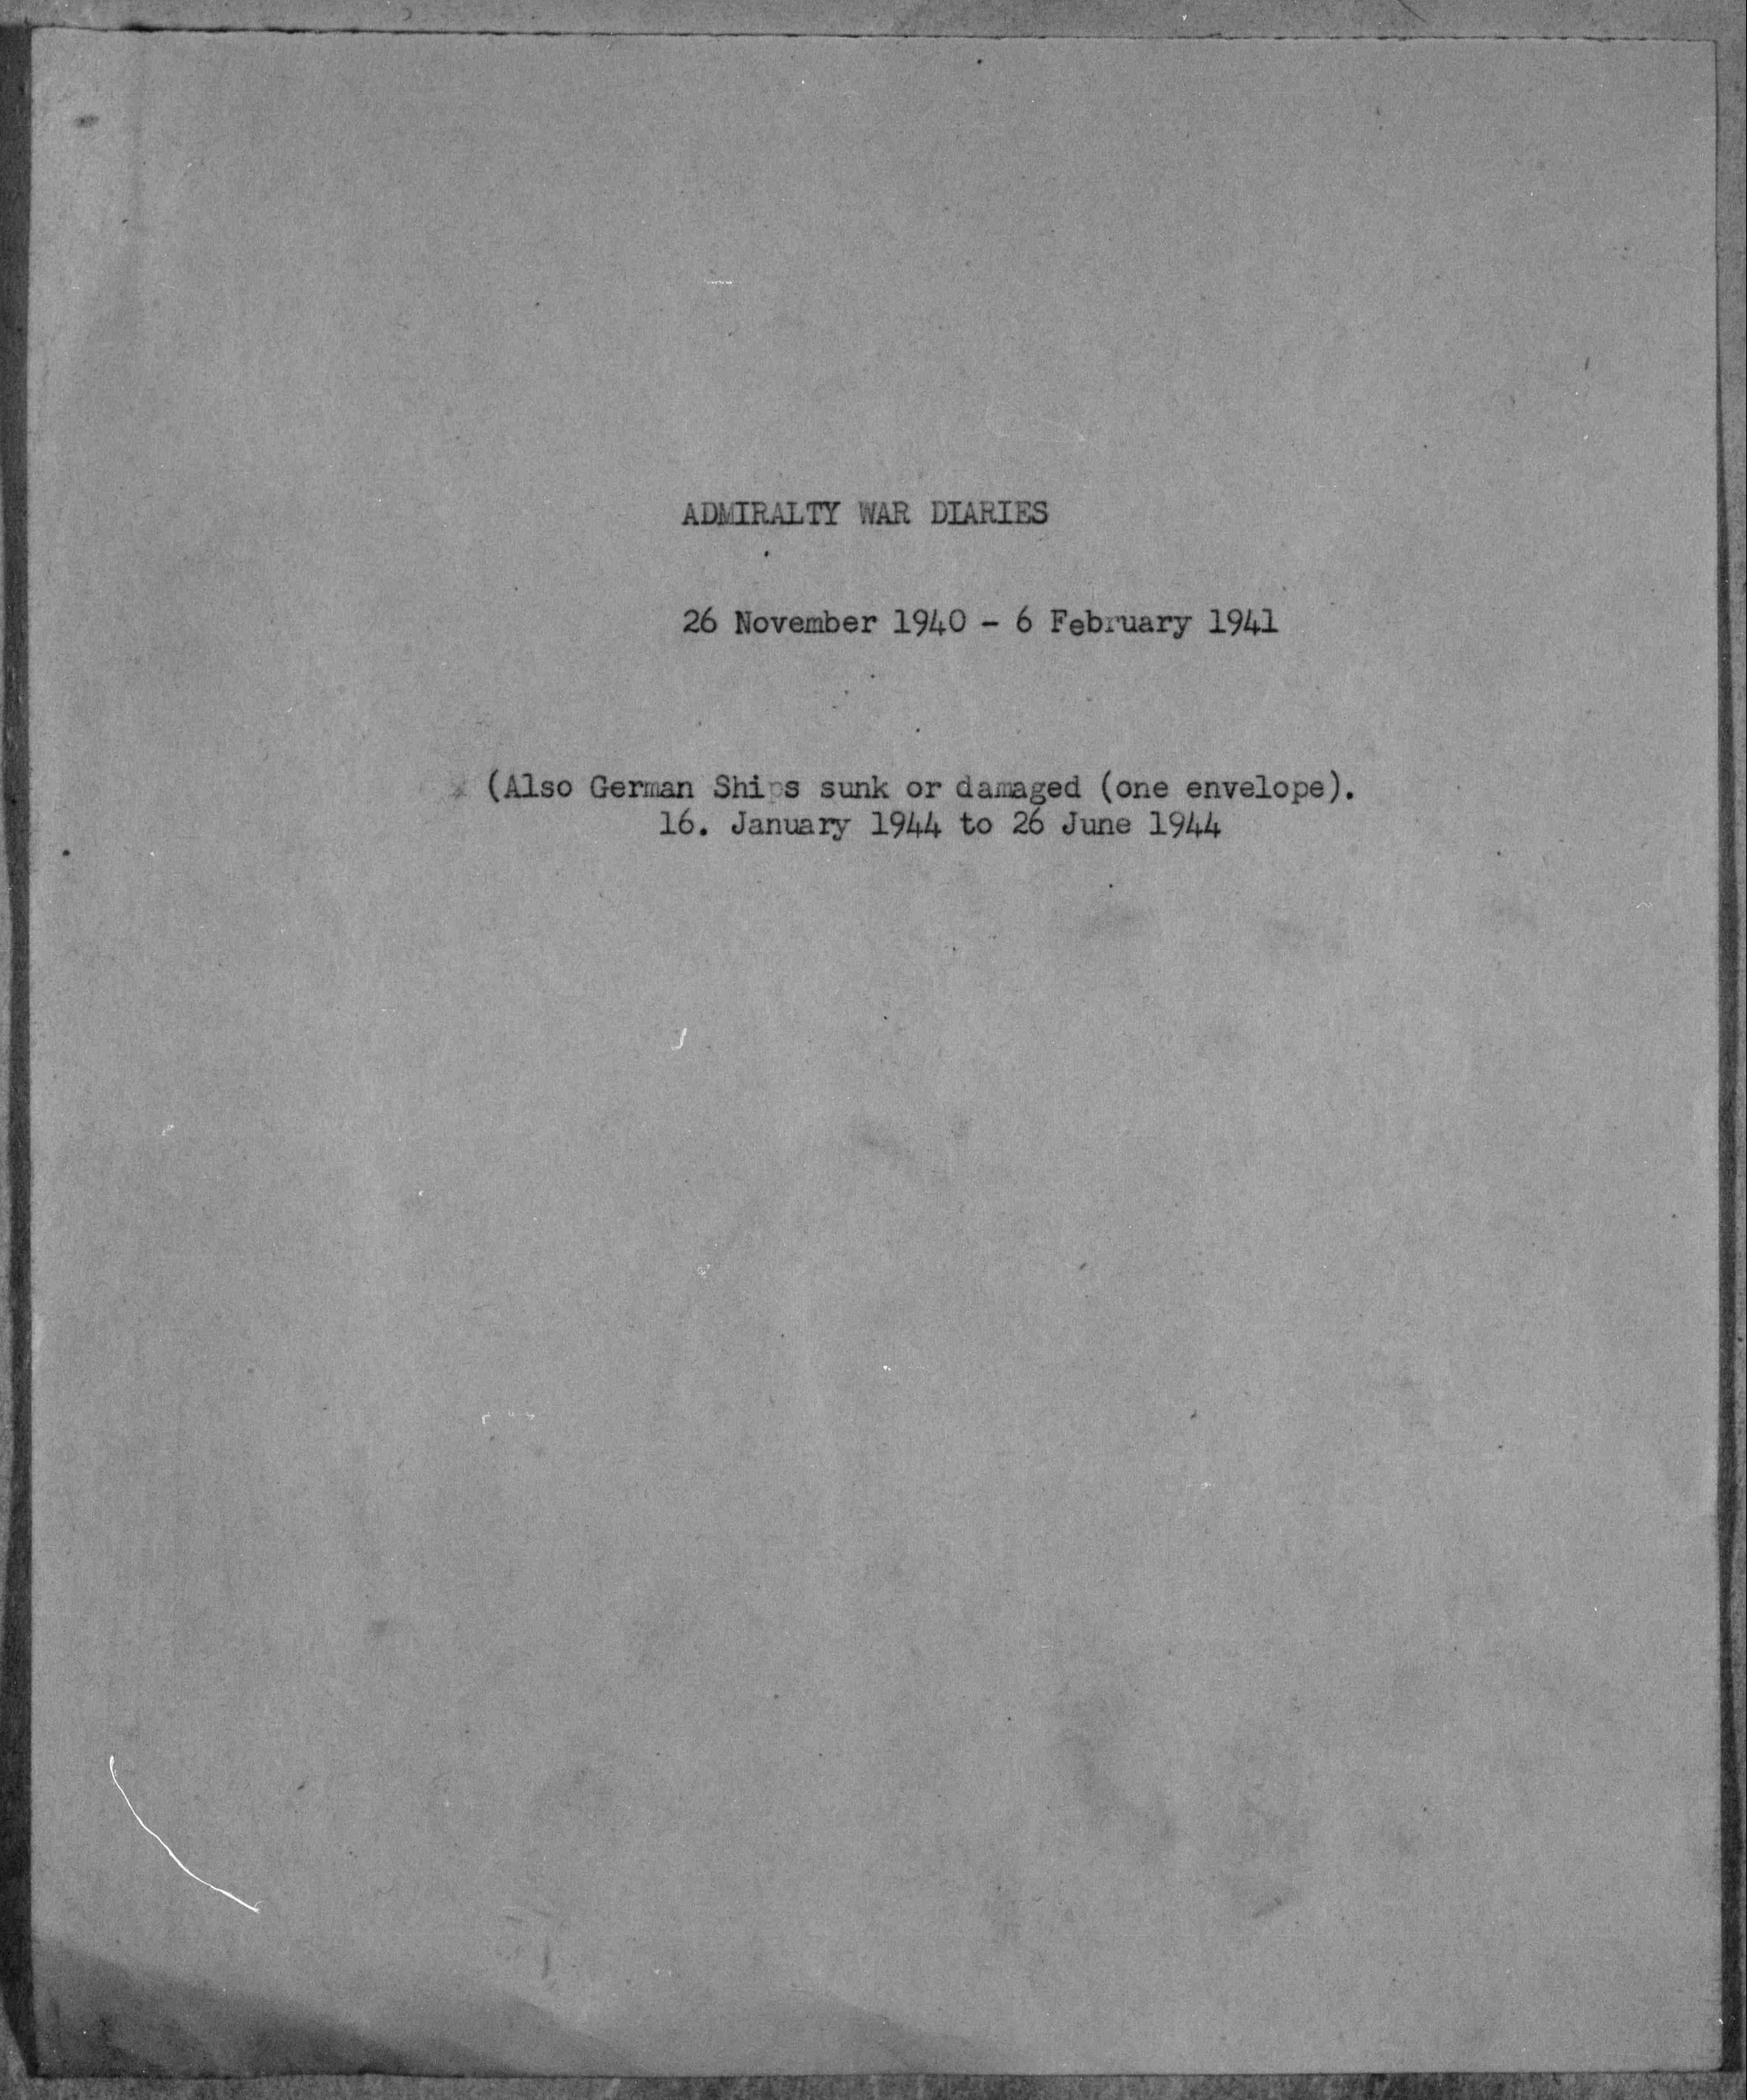 ADMIRALTY WAR DIARIES
26 November 1940 - 6 February 1941
(Also German Ships sunk or damaged (one envelope).
16. January 1944 to 26 June 1944